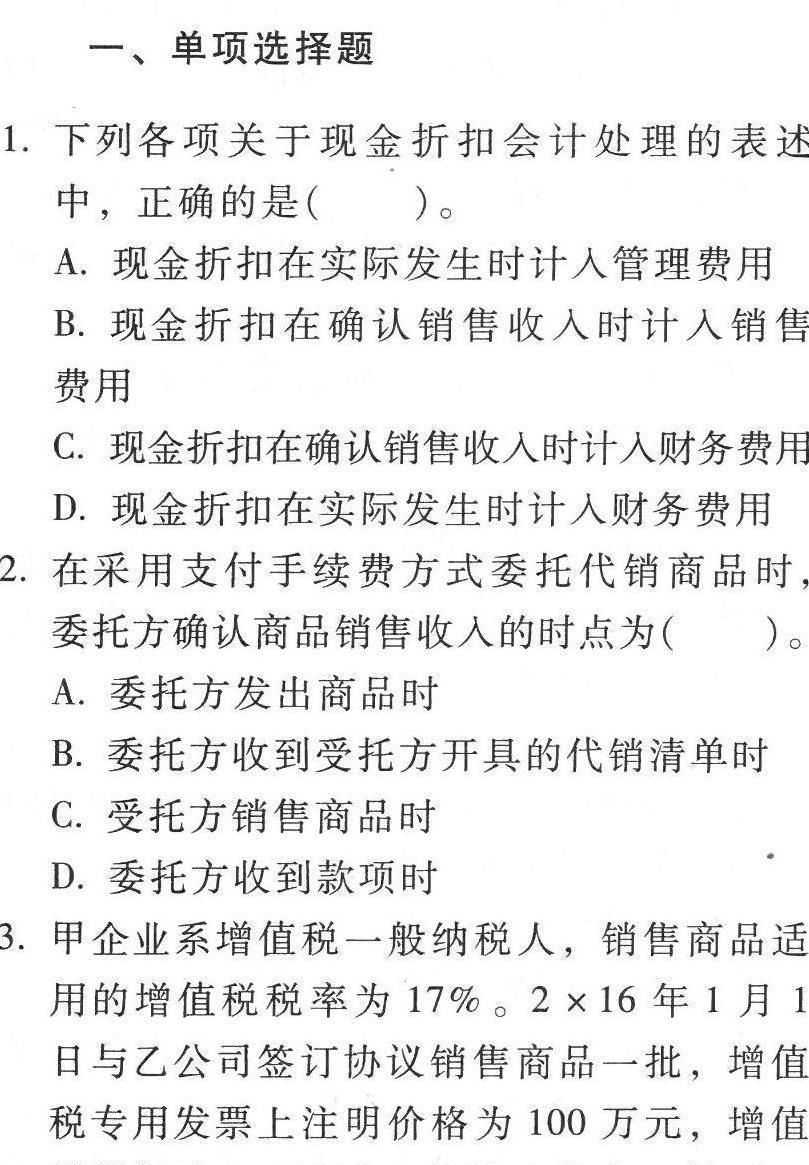 一、单项选择题
1. 下列各项关于现金折扣会计处理的表述
中，正确的是(　　)。
A. 现金折扣在实际发生时计入管理费用
B. 现金折扣在确认销售收入时计入销售
费用
C. 现金折扣在确认销售收入时计入财务费用
D. 现金折扣在实际发生时计入财务费用
2. 在采用支付手续费方式委托代销商品时，
委托方确认商品销售收入的时点为(　　)。
A. 委托方发出商品时
B. 委托方收到受托方开具的代销清单时
C. 受托方销售商品时
D. 委托方收到款项时
3. 甲企业系增值税一般纳税人，销售商品适
用的增值税税率为 17%。2×16 年 1 月 1
日与乙公司签订协议销售商品一批，增值
税专用发票上注明价格为 100 万元，增值